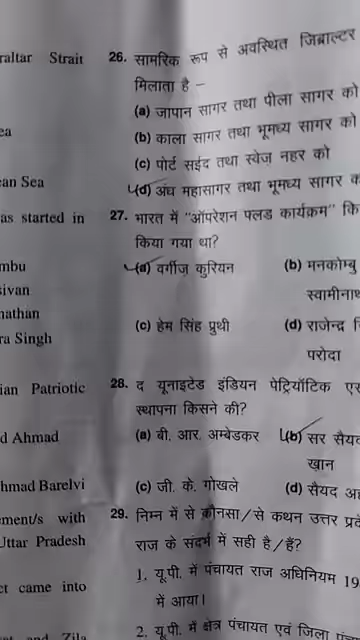 raltar Strait
ea
an Sea
as started in
mbu
sivan
nathan
ra Singh
ian Patriotic
d Ahmad
hmad Barelvi
ment/s with
Uttar Pradesh
ct came into
and Zila
26. सामरिक रूप से अवस्थित जिब्राल्टर
मिलाता है –
(a) जापान सागर तथा पीला सागर को
(b) काला सागर तथा भूमध्य सागर को
(c) पोर्ट सईद तथा स्वेज नहर को
(d) अंध महासागर तथा भूमध्य सागर क
27. भारत में "ऑपरेशन फ्लड कार्यक्रम" कि
किया गया था?
(a) वर्गीज़ कुरियन
(b) मनकोम्बु
स्वामीनाथ
(c) हेम सिंह प्रुथी
(d) राजेन्द्र
परोदा
28. द यूनाइटेड इंडियन पेट्रियॉटिक ए
स्थापना किसने की?
(a) बी. आर. अम्बेडकर
(b) सर सैयद
ख़ान
(c) जी. के. गोखले
(d) सैयद अ
29. निम्न में से कौनसा/से कथन उत्तर प्रदे
राज के संदर्भ में सही है/हैं?
1. यू.पी. में पंचायत राज अधिनियम 19
में आया।
2. यू.पी. में क्षेत्र पंचायत एवं जिला